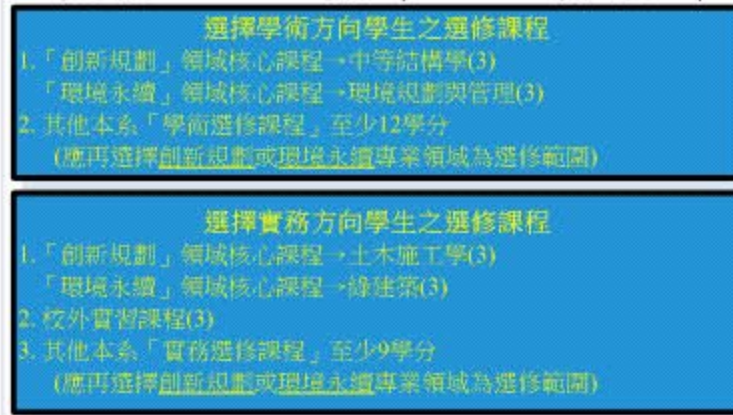 選擇學術方向學生之選修課程
1.「創新規劃」領域核心課程→中等結構學(3)
「環境永續」領域核心課程→環境規劃與管理(3)
2. 其他本系「學術選修課程」至少12學分
(應再選擇創新規劃或環境永續專業領域為選修範圍)
選擇實務方向學生之選修課程
1.「創新規劃」領域核心課程→土木施工學(3)
「環境永續」領域核心課程→綠建築(3)
2. 校外實習課程(3)
3. 其他本系「實務選修課程」至少9學分
(應再選擇創新規劃或環境永續專業領域為選修範圍)